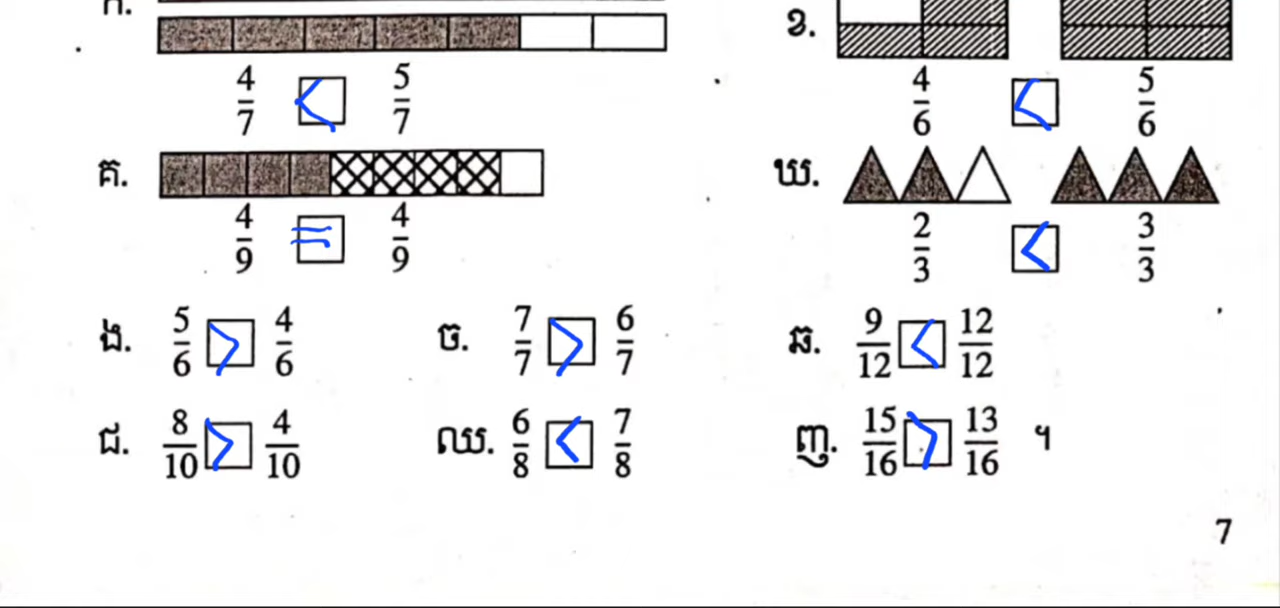 ក.
ខ.
4/7 < 5/7
4/6 < 5/6
គ.
ឃ.
4/9 = 4/9
2/3 < 3/3
ង. 5/6 > 4/6
ច. 7/7 > 6/7
ឆ. 9/12 < 12/12
ជ. 8/10 > 4/10
ឈ. 6/8 < 7/8
ញ. 15/16 > 13/16 ។
7